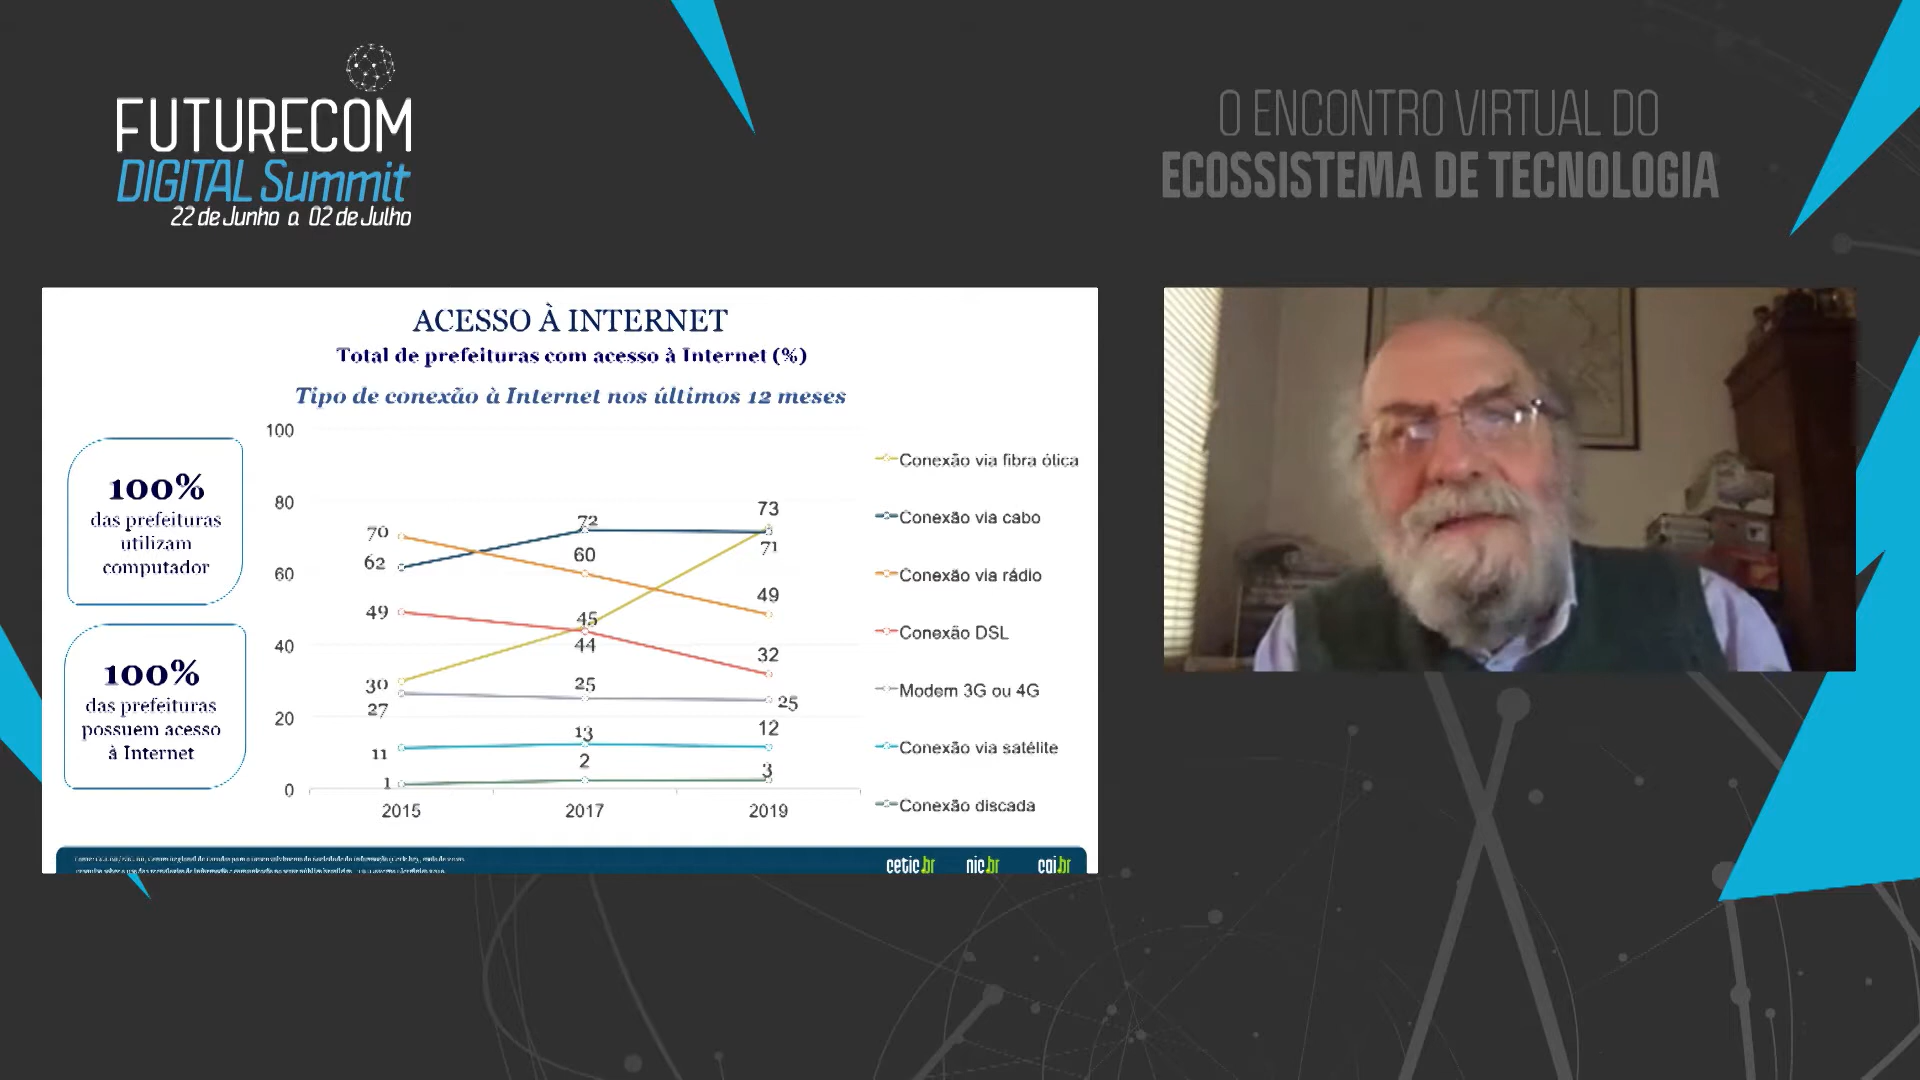 FUTURECOM
DIGITAL Summit
22 de Junho a 02 de Julho
O ENCONTRO VIRTUAL DO
ECOSSISTEMA DE TECNOLOGIA
ACESSO À INTERNET
Total de prefeituras com acesso à Internet (%)
Tipo de conexão à Internet nos últimos 12 meses
100%
das prefeituras
utilizam
computador
100%
das prefeituras
possuem acesso
à Internet
100
80
60
40
20
0
70
62
49
30
27
11
1
72
60
45
44
25
13
2
73
71
49
32
25
12
3
2015
2017
2019
Conexão via fibra ótica
Conexão via cabo
Conexão via rádio
Conexão DSL
Modem 3G ou 4G
Conexão via satélite
Conexão discada
cetic.br
nic.br
cgi.br